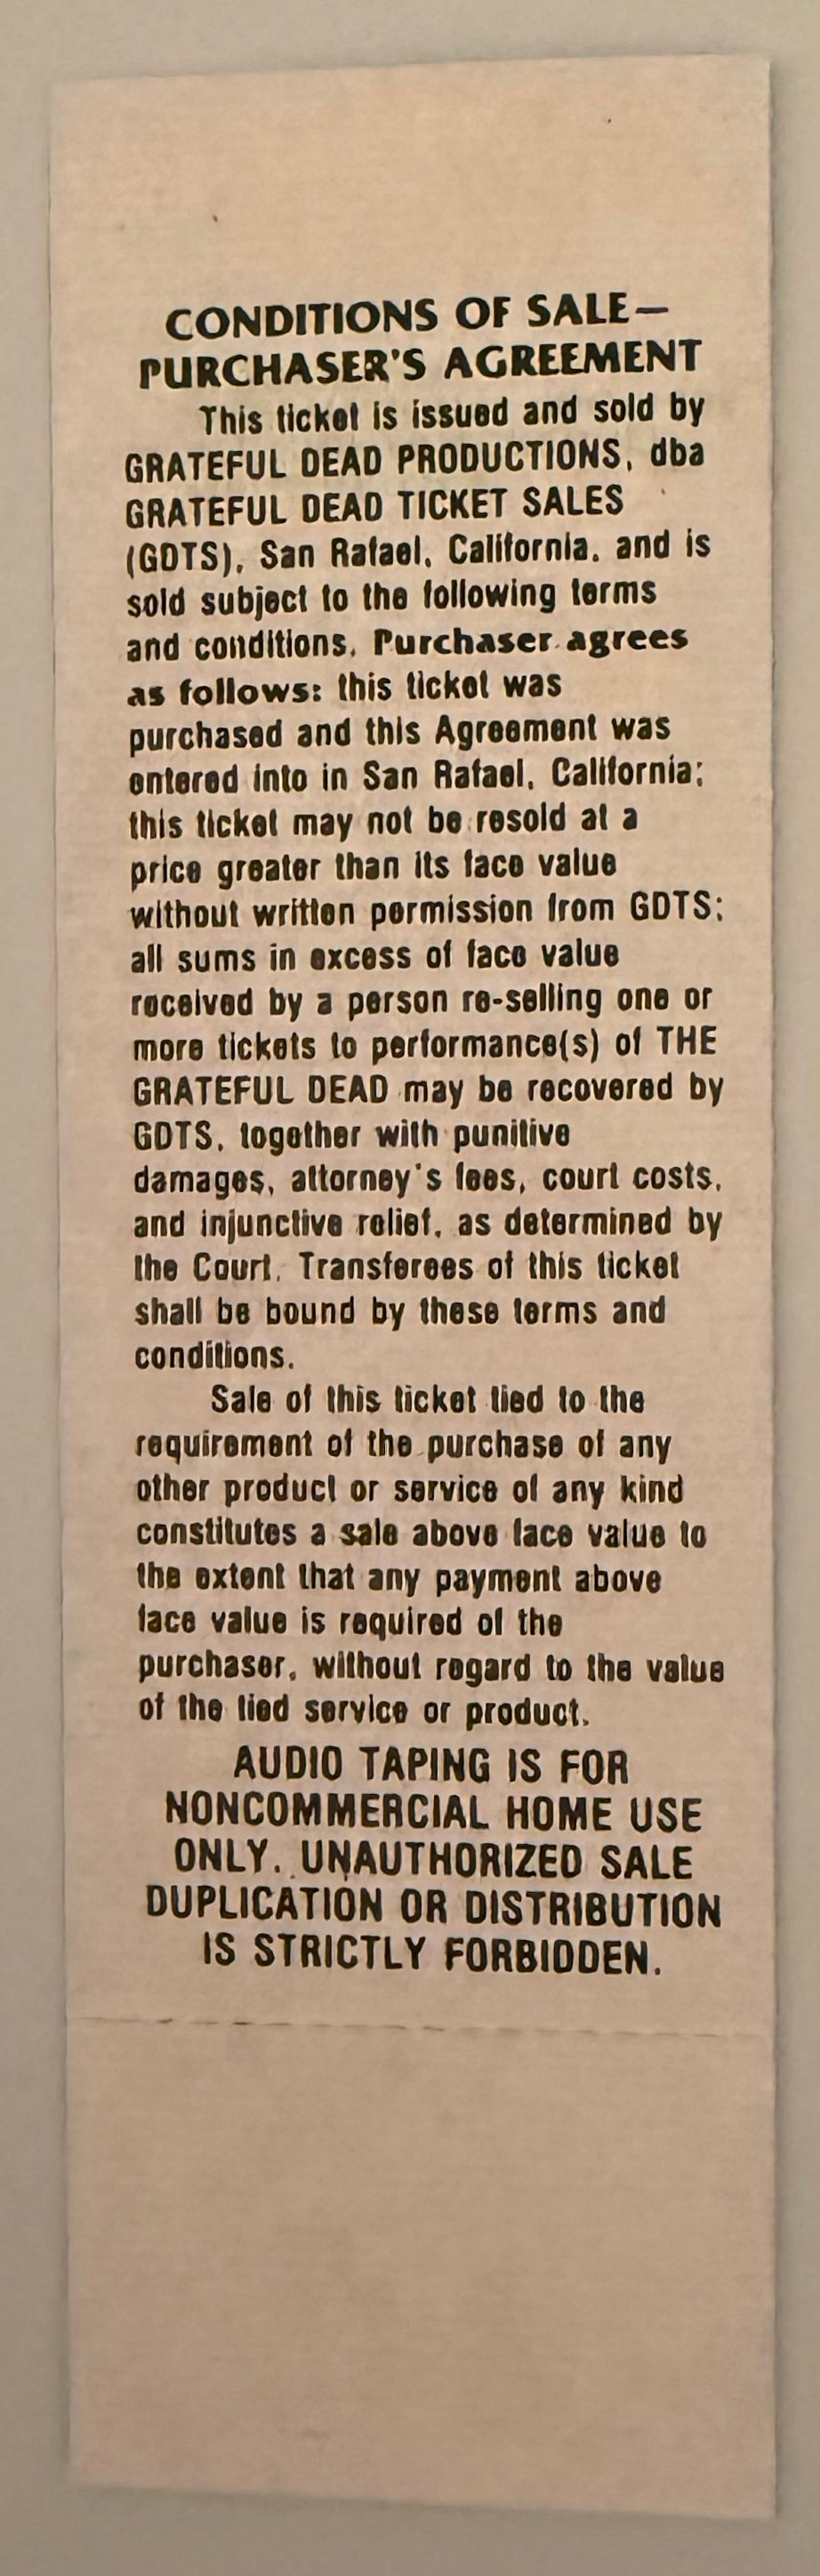 CONDITIONS OF SALE—
PURCHASER'S AGREEMENT
This ticket is issued and sold by
GRATEFUL DEAD PRODUCTIONS, dba
GRATEFUL DEAD TICKET SALES
(GDTS), San Rafael, California, and is
sold subject to the following terms
and conditions. Purchaser agrees
as follows: this ticket was
purchased and this Agreement was
entered into in San Rafael, California;
this ticket may not be resold at a
price greater than its face value
without written permission from GDTS;
all sums in excess of face value
received by a person re-selling one or
more tickets to performance(s) of THE
GRATEFUL DEAD may be recovered by
GDTS, together with punitive
damages, attorney's fees, court costs,
and injunctive relief, as determined by
the Court. Transferees of this ticket
shall be bound by these terms and
conditions.
Sale of this ticket tied to the
requirement of the purchase of any
other product or service of any kind
constitutes a sale above face value to
the extent that any payment above
face value is required of the
purchaser, without regard to the value
of the tied service or product.
AUDIO TAPING IS FOR
NONCOMMERCIAL HOME USE
ONLY. UNAUTHORIZED SALE
DUPLICATION OR DISTRIBUTION
IS STRICTLY FORBIDDEN.